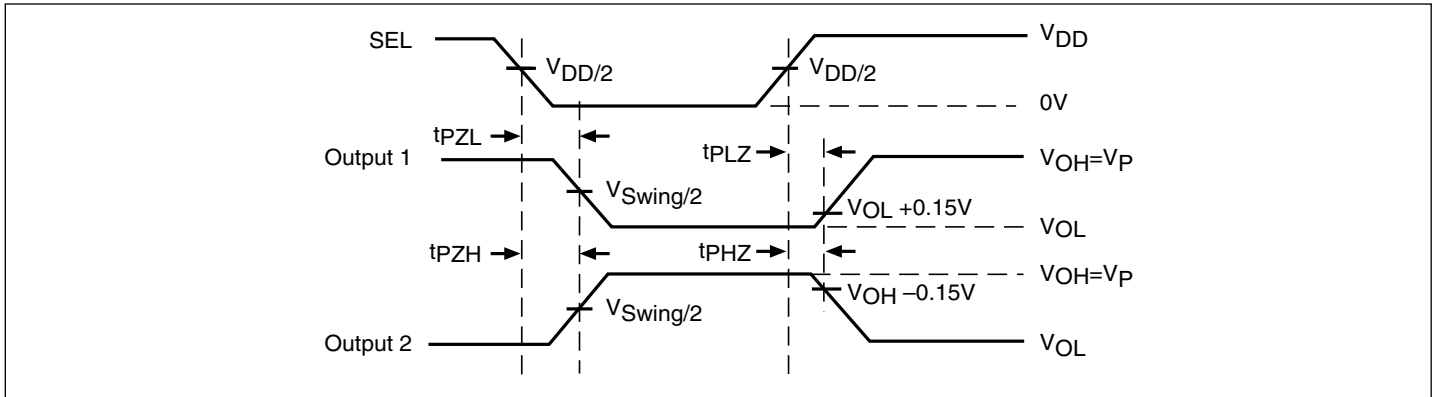 SEL
VDD/2
VDD/2
VDD
0V
tPZL
tPLZ
Output 1
VSwing/2
VOH=VP
VOL +0.15V
VOL
tPZH
tPHZ
VOH=VP
VOH –0.15V
VSwing/2
Output 2
VOL